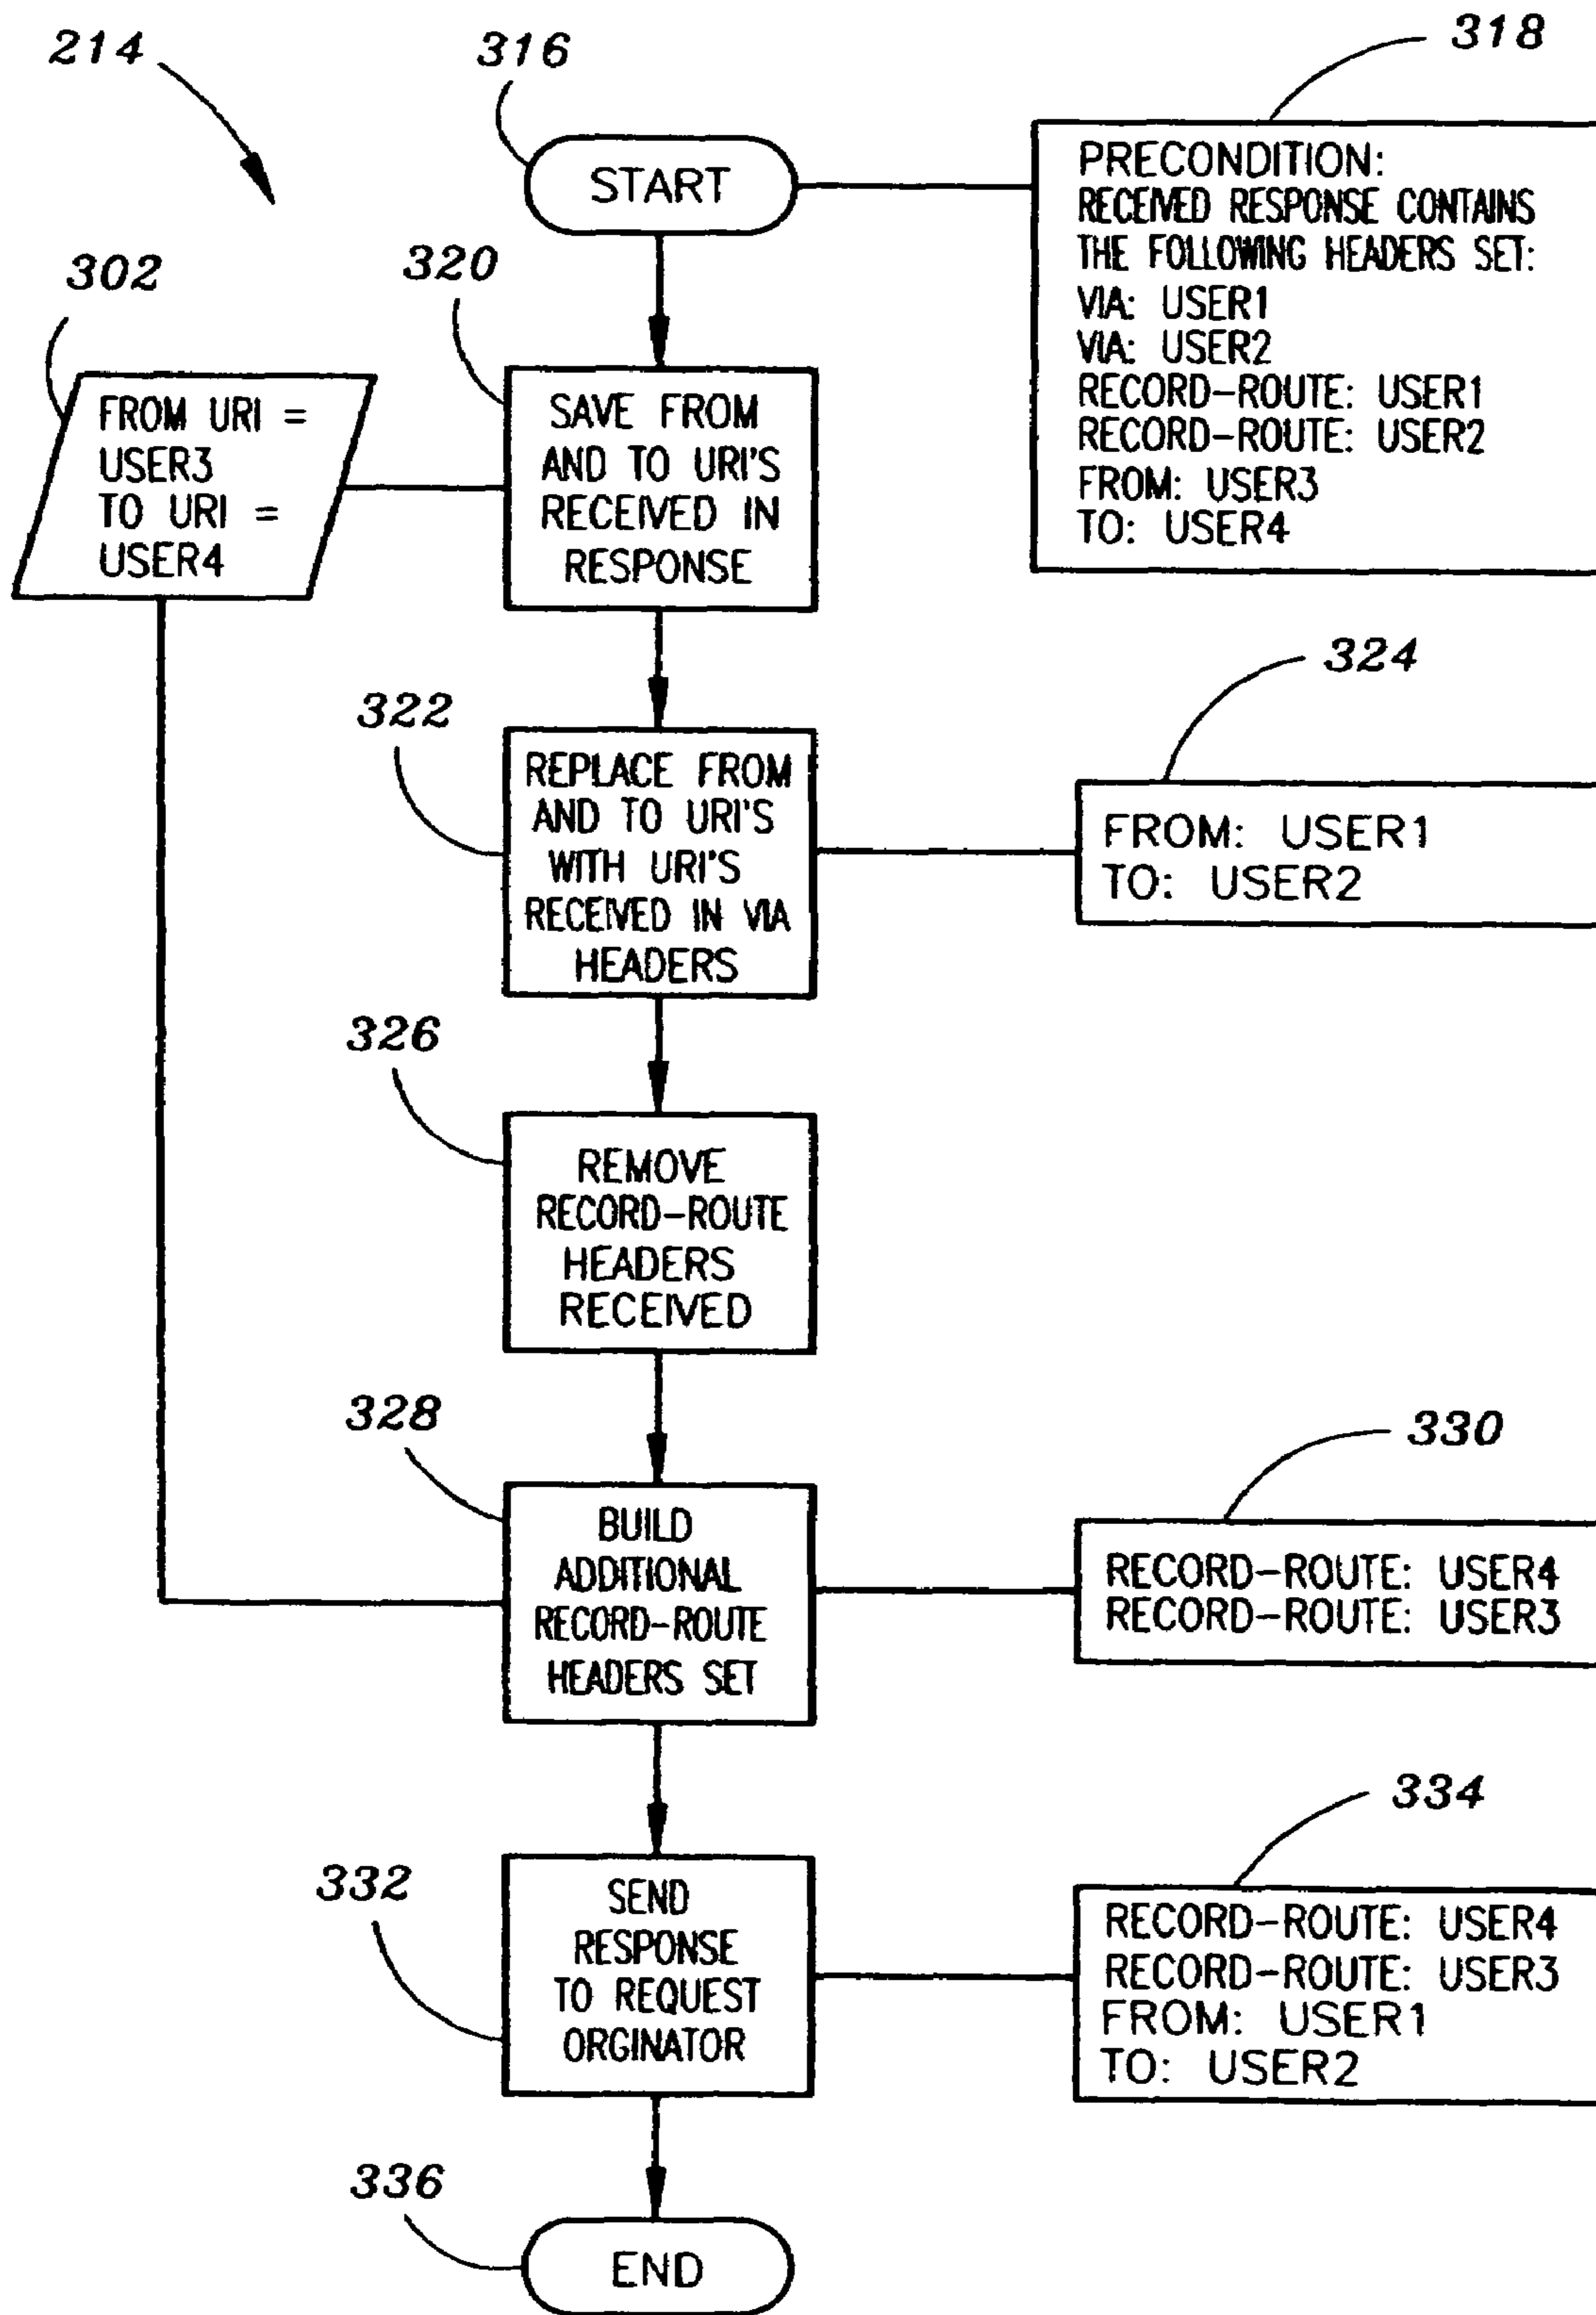 214
316
318
START
PRECONDITION:
RECEIVED RESPONSE CONTAINS
THE FOLLOWING HEADERS SET:
VIA: USER1
VIA: USER2
RECORD-ROUTE: USER1
RECORD-ROUTE: USER2
FROM: USER3
TO: USER4
302
320
FROM URI =
USER3
TO URI =
USER4
SAVE FROM
AND TO URI'S
RECEIVED IN
RESPONSE
322
324
REPLACE FROM
AND TO URI'S
WITH URI'S
RECEIVED IN VIA
HEADERS
FROM: USER1
TO: USER2
326
REMOVE
RECORD-ROUTE
HEADERS
RECEIVED
328
330
BUILD
ADDITIONAL
RECORD-ROUTE
HEADERS SET
RECORD-ROUTE: USER4
RECORD-ROUTE: USER3
332
334
SEND
RESPONSE
TO REQUEST
ORGINATOR
RECORD-ROUTE: USER4
RECORD-ROUTE: USER3
FROM: USER1
TO: USER2
336
END